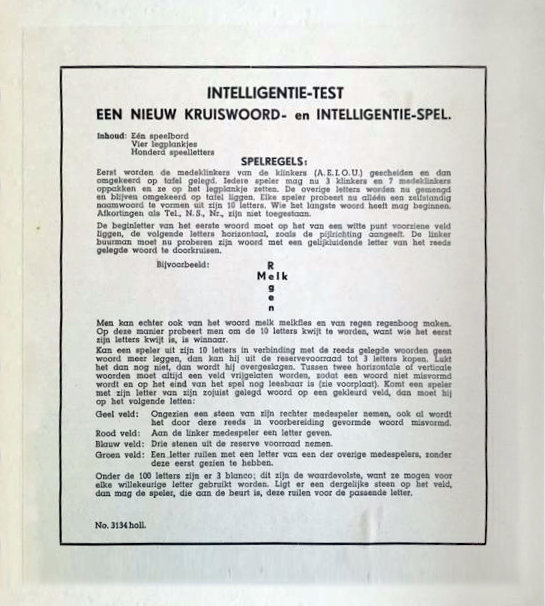 INTELLIGENTIE-TEST
EEN NIEUW KRUISWOORD- en INTELLIGENTIE-SPEL.
Inhoud: Eén speelbord
Vier legplankjes
Honderd speelletters
SPELREGELS:
Eerst worden de medeklinkers van de klinkers (A.E.I.O.U.) gescheiden en dan
omgekeerd op tafel gelegd. Iedere speler mag nu 3 klinkers en 7 medeklinkers
oppakken en ze op het legplankje zetten. De overige letters worden nu gemengd
en blijven omgekeerd op tafel liggen. Elke speler probeert nu alléén een zelfstandig
naamwoord te vormen uit zijn 10 letters. Wie het langste woord heeft mag beginnen.
Afkortingen als Tel., N.S., Nr., zijn niet toegestaan.
De beginletter van het eerste woord moet op het van een witte punt voorziene veld
liggen, de volgende letters horizontaal, zoals de pijlrichting aangeeft. De linker
buurman moet nu proberen zijn woord met een gelijkluidende letter van het reeds
gelegde woord te doorkruisen.
Bijvoorbeeld: R
Melk
g
e
n
Men kan echter ook van het woord melk melkfles en van regen regenboog maken.
Op deze manier probeert men om de 10 letters kwijt te worden, want wie het eerst
zijn letters kwijt is, is winnaar.
Kan een speler uit zijn 10 letters in verbinding met de reeds gelegde woorden geen
woord meer leggen, dan kan hij uit de reservevoorraad tot 3 letters kopen. Lukt
het dan nog niet, dan wordt hij overgeslagen. Tussen twee horizontale of verticale
woorden moet altijd een veld vrijgelaten worden, zodat een woord niet misvormd
wordt en op het eind van het spel nog leesbaar is (zie voorplaat). Komt een speler
met zijn letter van zijn zojuist gelegd woord op een gekleurd veld, dan moet hij
op het volgende letten:
Geel veld: Ongezien een steen van zijn rechter medespeler nemen, ook al wordt
het door deze reeds in voorbereiding gevormde woord misvormd.
Rood veld: Aan de linker medespeler een letter geven.
Blauw veld: Drie stenen uit de reserve voorraad nemen.
Groen veld: Een letter ruilen met een letter van een der overige medespelers, zonder
deze eerst gezien te hebben.
Onder de 100 letters zijn er 3 blanco; dit zijn de waardevolste, want ze mogen voor
elke willekeurige letter gebruikt worden. Ligt er een dergelijke steen op het veld,
dan mag de speler, die aan de beurt is, deze ruilen voor de passende letter.
No. 3134 holl.